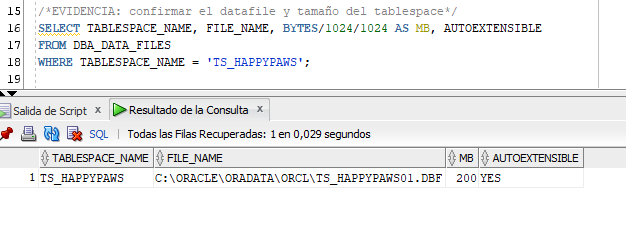 15 /*EVIDENCIA: confirmar el datafile y tamaño del tablespace*/
16 SELECT TABLESPACE_NAME, FILE_NAME, BYTES/1024/1024 AS MB, AUTOEXTENSIBLE
17 FROM DBA_DATA_FILES
18 WHERE TABLESPACE_NAME = 'TS_HAPPYPAWS';
19
Salida de Script x Resultado de la Consulta x
SQL | Todas las Filas Recuperadas: 1 en 0,029 segundos
TABLESPACE_NAME FILE_NAME MB AUTOEXTENSIBLE
1 TS_HAPPYPAWS C:\ORACLE\ORADATA\ORCL\TS_HAPPYPAWS01.DBF 200 YES